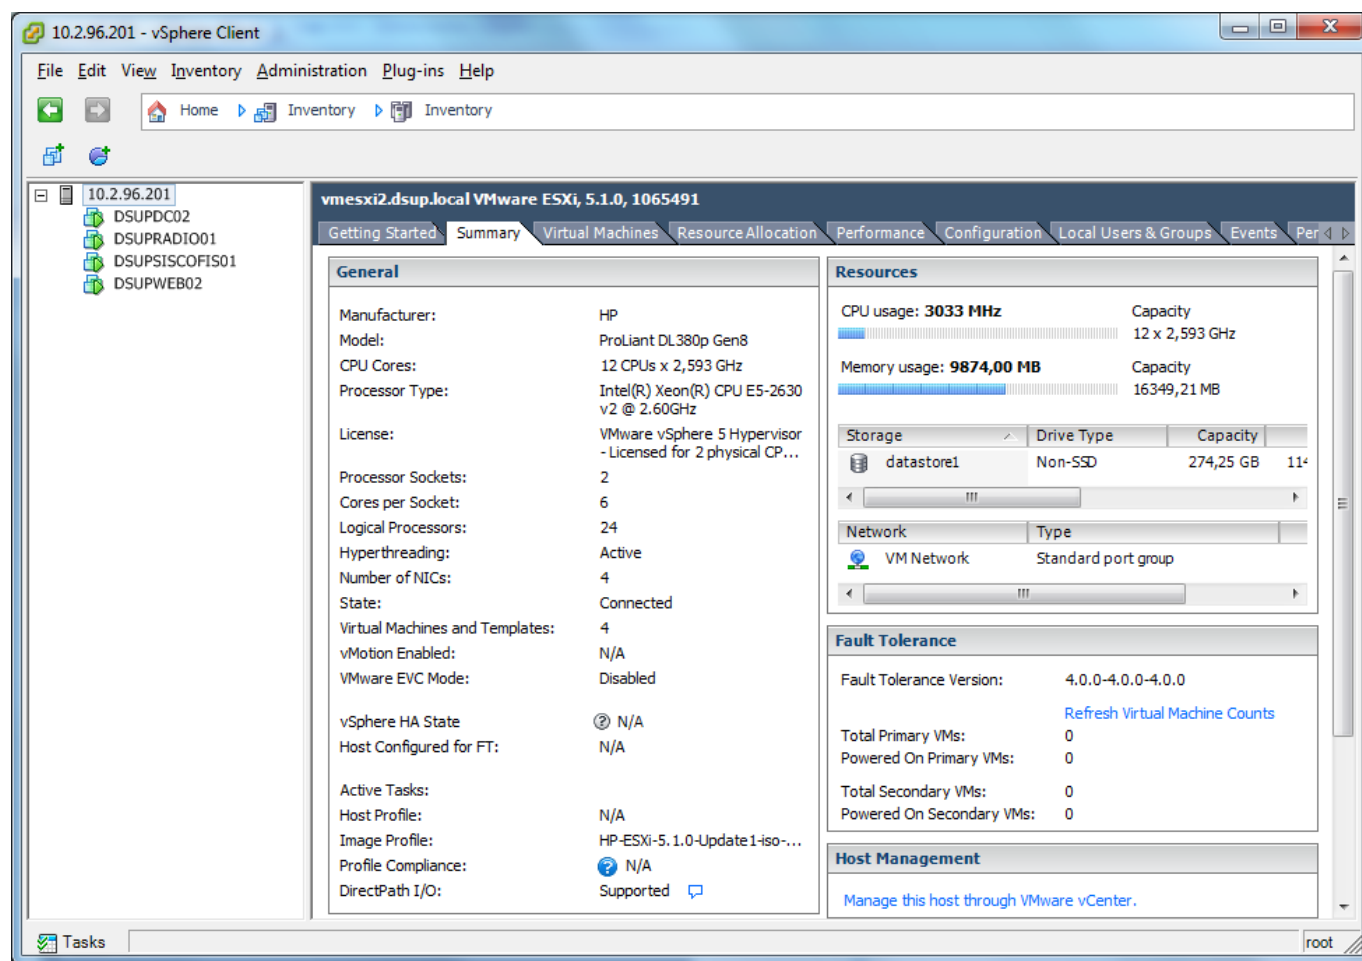 10.2.96.201 - vSphere Client
File Edit View Inventory Administration Plug-ins Help
Home Inventory Inventory
10.2.96.201
DSUPDC02
DSUPRADIO01
DSUPSISCOFIS01
DSUPWEB02
vmesxi2.dsup.local VMware ESXi, 5.1.0, 1065491
Getting Started Summary Virtual Machines Resource Allocation Performance Configuration Local Users & Groups Events Per
General
Manufacturer: HP
Model: ProLiant DL380p Gen8
CPU Cores: 12 CPUs x 2,593 GHz
Processor Type: Intel(R) Xeon(R) CPU E5-2630
v2 @ 2.60GHz
License: VMware vSphere 5 Hypervisor
- Licensed for 2 physical CP...
Processor Sockets: 2
Cores per Socket: 6
Logical Processors: 24
Hyperthreading: Active
Number of NICs: 4
State: Connected
Virtual Machines and Templates: 4
vMotion Enabled: N/A
VMware EVC Mode: Disabled
vSphere HA State N/A
Host Configured for FT: N/A
Active Tasks:
Host Profile: N/A
Image Profile: HP-ESXi-5.1.0-Update1-iso-...
Profile Compliance: N/A
DirectPath I/O: Supported
Resources
CPU usage: 3033 MHz Capacity
12 x 2,593 GHz
Memory usage: 9874,00 MB Capacity
16349,21 MB
Storage Drive Type Capacity
datastore1 Non-SSD 274,25 GB 114
Network Type
VM Network Standard port group
Fault Tolerance
Fault Tolerance Version: 4.0.0-4.0.0-4.0.0
Refresh Virtual Machine Counts
Total Primary VMs: 0
Powered On Primary VMs: 0
Total Secondary VMs: 0
Powered On Secondary VMs: 0
Host Management
Manage this host through VMware vCenter.
Tasks root